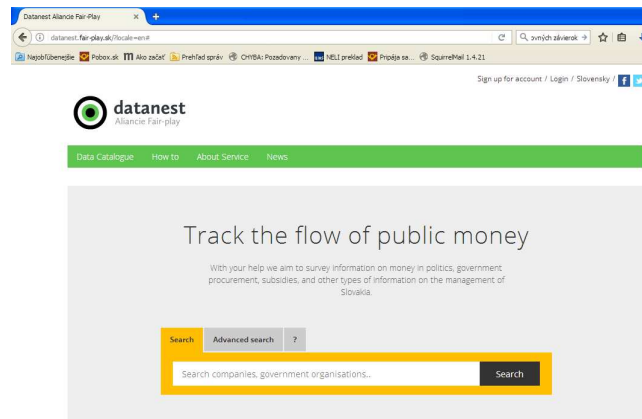 Datanest Aliancie Fair-Play
datanest.fair-play.sk/?locale=en#
ovných závierok
Najobľúbenejšie Pobox.sk Ako začať Prehľad správ CHYBA: Pozadovany ... NELI preklad Pripája sa... SquirrelMail 1.4.21
Sign up for account / Login / Slovensky /
datanest
Aliancie Fair-play
Data Catalogue How to About Service News
Track the flow of public money
With your help we aim to survey information on money in politics, government
procurement, subsidies, and other types of information on the management of
Slovakia.
Search Advanced search ?
Search companies, government organisations.. Search